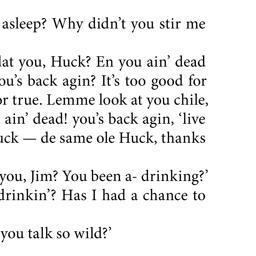 asleep? Why didn’t you stir me
dat you, Huck? En you ain’ dead
ou’s back agin? It’s too good for
or true. Lemme look at you chile,
ain’ dead! you’s back agin, ‘live
uck — de same ole Huck, thanks
you, Jim? You been a- drinking?’
drinkin’? Has I had a chance to
you talk so wild?’